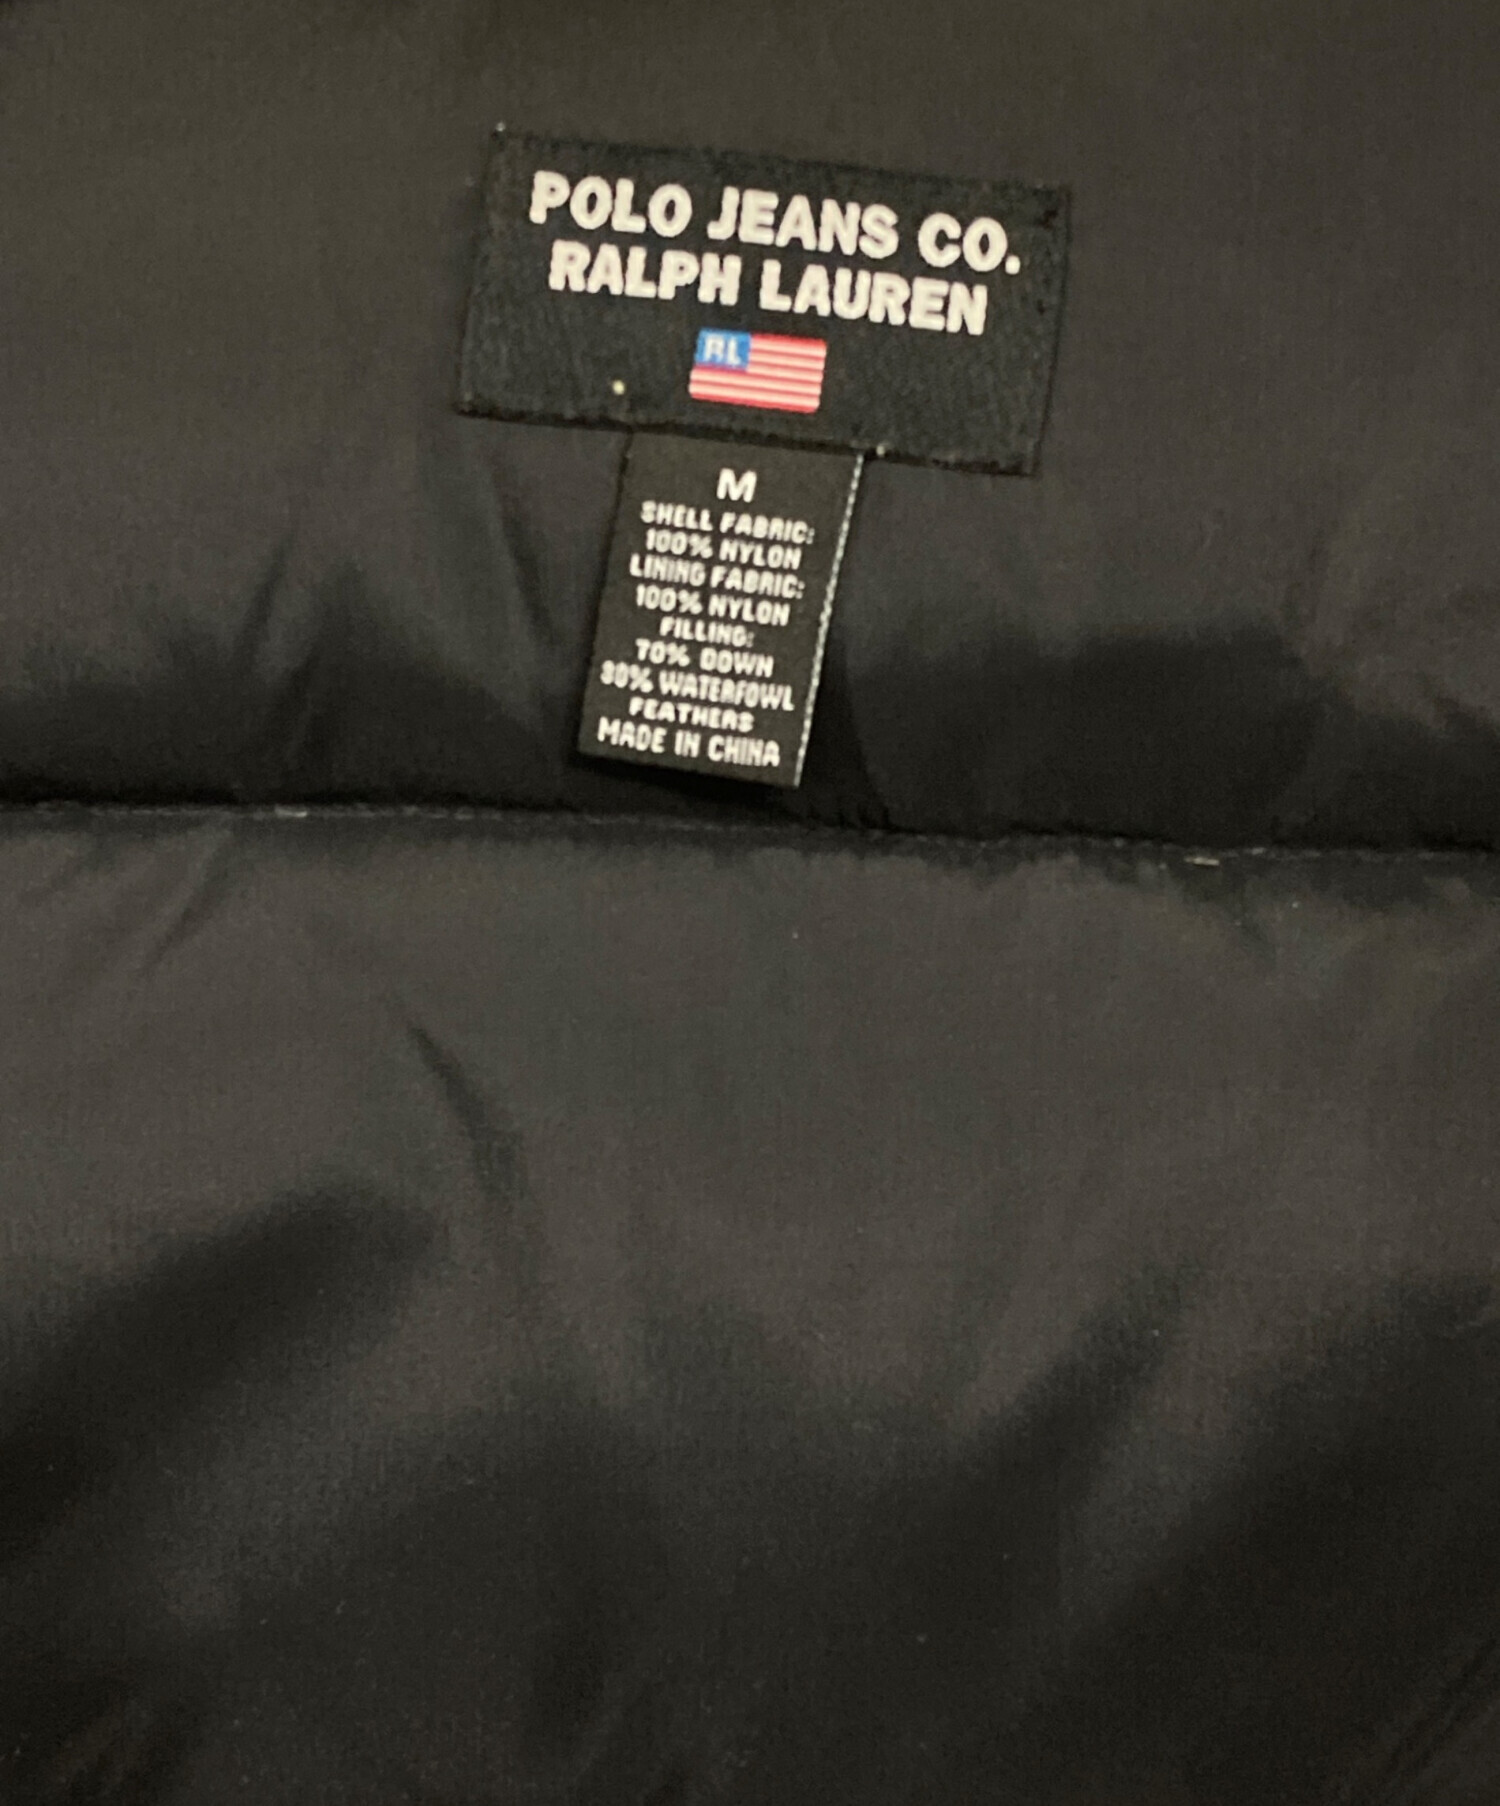 POLO JEANS CO.
RALPH LAUREN
RL
M
SHELL FABRIC:
100% NYLON
LINING FABRIC:
100% NYLON
FILLING:
70% DOWN
30% WATERFOWL
FEATHERS
MADE IN CHINA